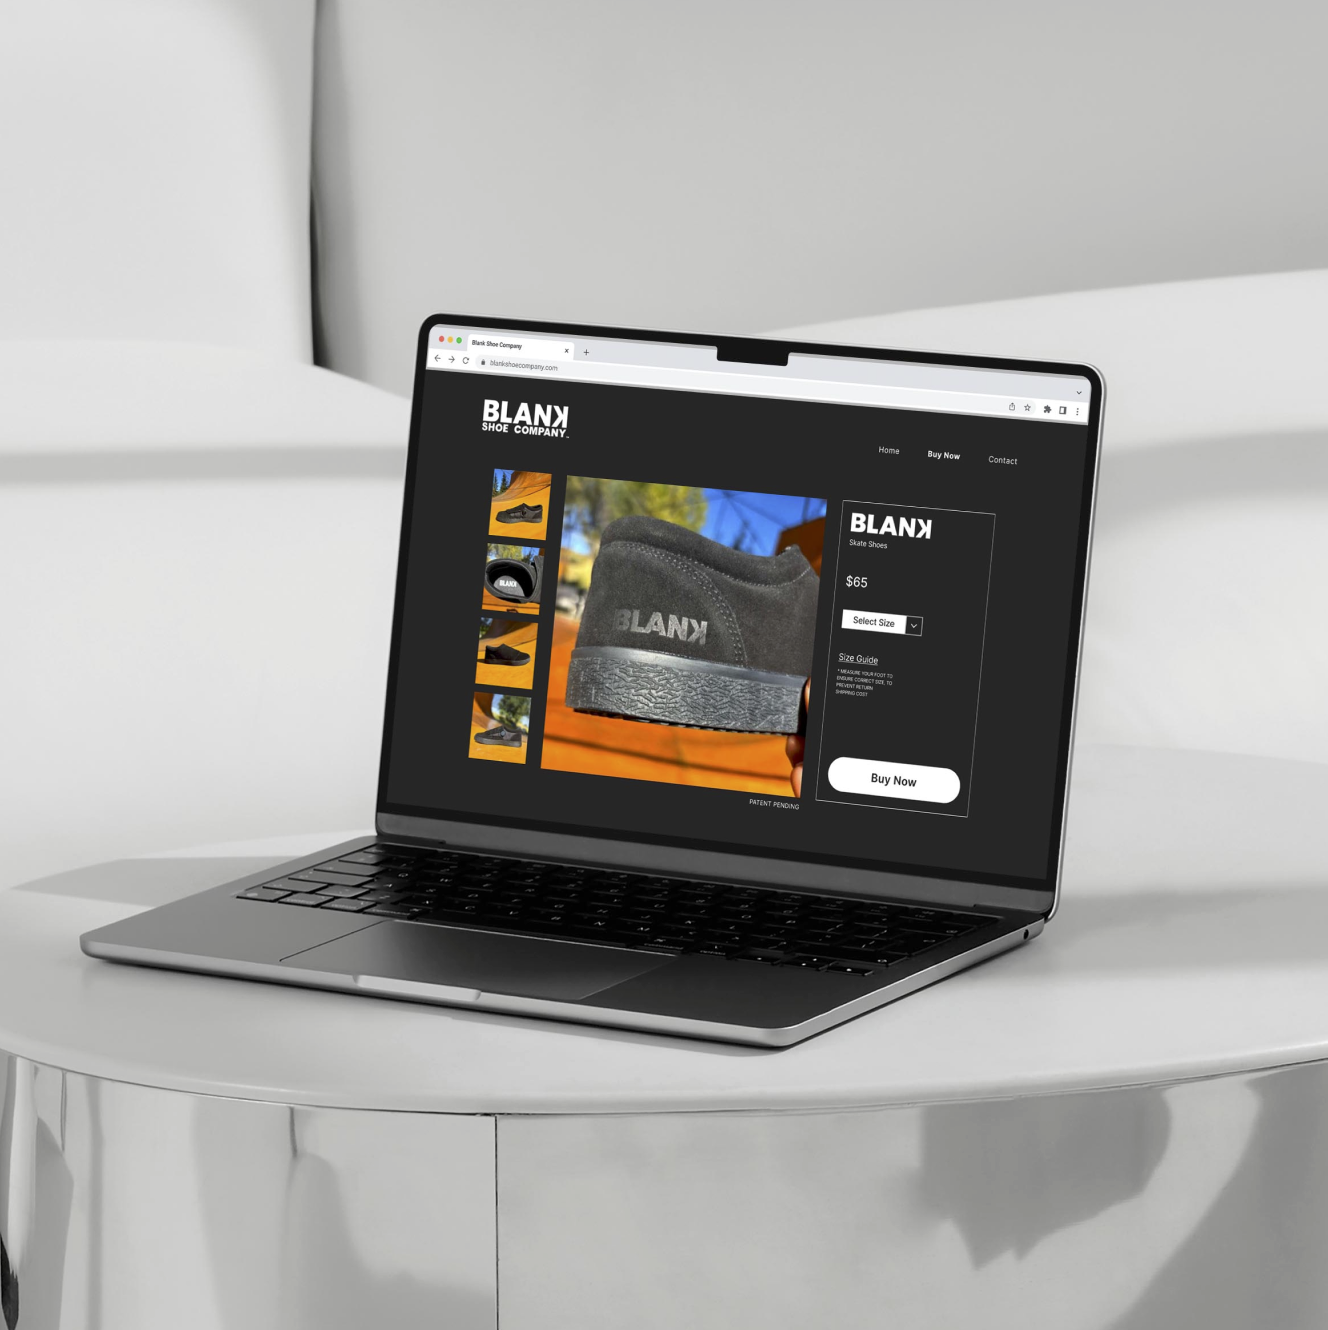 Blank Shoe Company
blankshoecompany.com
BLANK
SHOE COMPANY
Home Buy Now Contact
BLANK
BLANK
BLANK
Skate Shoes
$65
Select Size
Size Guide
* MEASURE YOUR FOOT TO
ENSURE CORRECT SIZE, TO
PREVENT RETURN
SHIPPING COST
Buy Now
PATENT PENDING